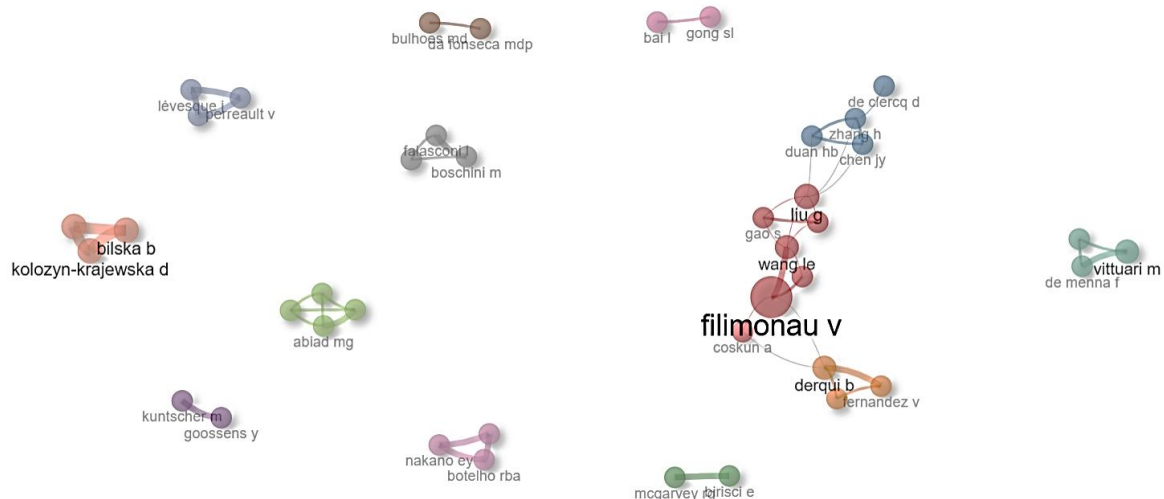 bulhoes md
da fonseca mdp
bai l
gong sl
lévesque j
perreault v
de clercq d
zhang h
duan hb
chen jy
falasconi l
boschini m
liu g
gao s
bilska b
kolozyn-krajewska d
wang le
vittuari m
de menna f
filimonau v
coskun a
abiad mg
derqui b
fernandez v
kuntscher m
goossens y
nakano ey
botelho rba
mcgarvey rg
birisci e